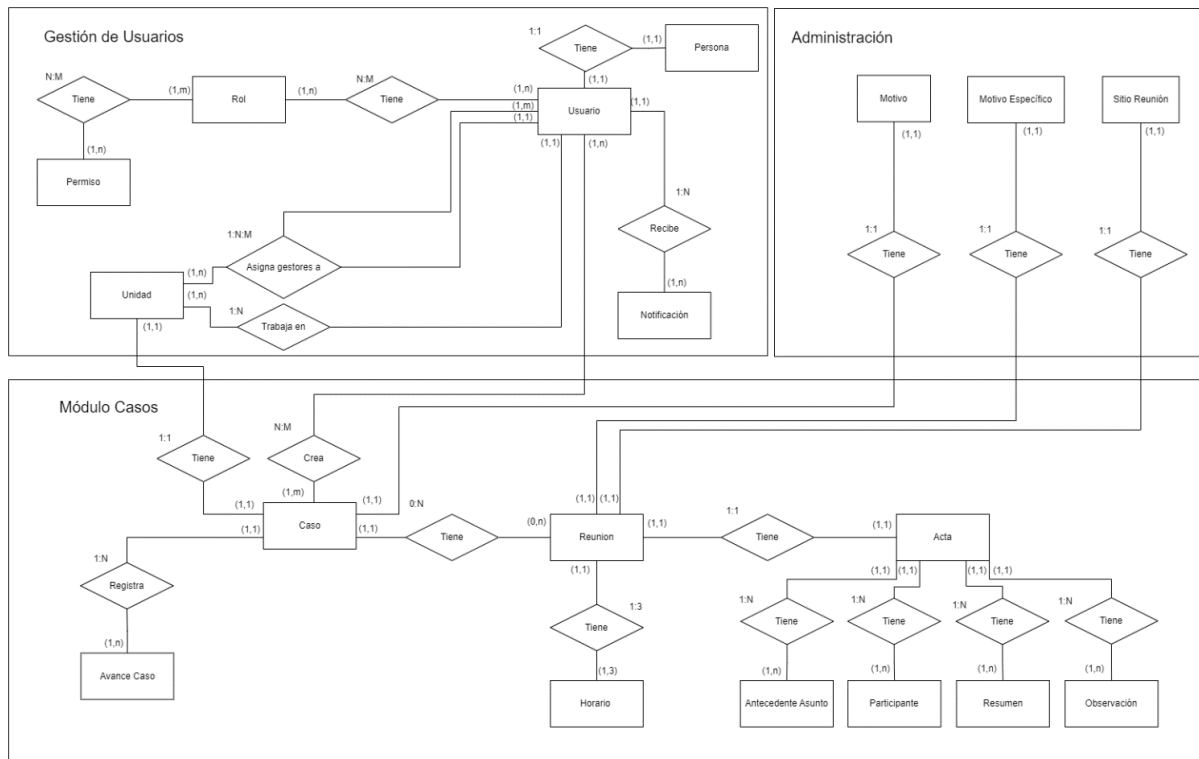 Gestión de Usuarios
Administración
1:1
Tiene
(1,1)
Persona
(1,1)
N:M
Tiene
(1,m)
Rol
(1,n)
N:M
Tiene
(1,n)
(1,m)
(1,1)
Usuario
(1,1)
(1,1)
(1,n)
Motivo
Motivo Específico
Sitio Reunión
(1,1)
(1,1)
(1,1)
(1,n)
Permiso
1:N
Recibe
(1,n)
Notificación
1:N:M
Asigna gestores a
(1,n)
Unidad
(1,n)
1:N
Trabaja en
(1,1)
1:1
Tiene
1:1
Tiene
1:1
Tiene
Módulo Casos
1:1
Tiene
N:M
Crea
(1,1)
(1,m)
(1,1)
Caso
(1,1)
(1,1)
0:N
Tiene
(0,n)
(1,1)
(1,1)
Reunion
(1,1)
(1,1)
1:1
Tiene
(1,1)
Acta
(1,1)
(1,1)
(1,1)
(1,1)
1:N
Registra
(1,n)
Avance Caso
1:3
Tiene
(1,3)
Horario
1:N
Tiene
(1,n)
Antecedente Asunto
1:N
Tiene
(1,n)
Participante
1:N
Tiene
(1,n)
Resumen
1:N
Tiene
(1,n)
Observación